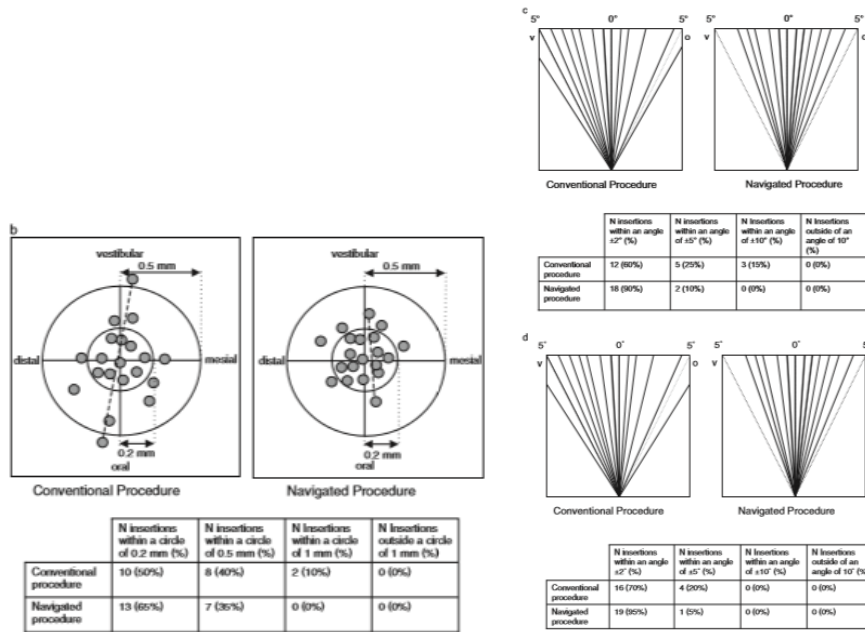 b
vestibular
0.5 mm
distal
mesial
0.2 mm
oral
Conventional Procedure
0.5 mm
distal
mesial
0.2 mm
Navigated Procedure
N insertions within a circle of 0.2 mm (%) N insertions within a circle of 0.5 mm (%) N Insertions within a circle of 1 mm (%) N Insertions outside a circle of 1 mm (%)
Conventional procedure 10 (50%) 8 (40%) 2 (10%) 0 (0%)
Navigated procedure 13 (65%) 7 (35%) 0 (0%) 0 (0%)
c
5° 0° 5° 5° 0° 5°
v o v o
Conventional Procedure Navigated Procedure
N insertions within an angle ±2° (%) N insertions within an angle of ±5° (%) N Insertions within an angle of ±10° (%) N Insertions outside of an angle of 10° (%)
Conventional procedure 12 (60%) 5 (25%) 3 (15%) 0 (0%)
Navigated procedure 18 (90%) 2 (10%) 0 (0%) 0 (0%)
d
5° 0° 5° 5° 0° 5°
v o v
Conventional Procedure Navigated Procedure
N insertions within an angle ±2° (%) N insertions within an angle of ±5° (%) N Insertions within an angle of ±10° (%) N Insertions outside of an angle of 10° (%
Conventional procedure 16 (70%) 4 (20%) 0 (0%) 0 (0%)
Navigated procedure 19 (95%) 1 (5%) 0 (0%) 0 (0%)